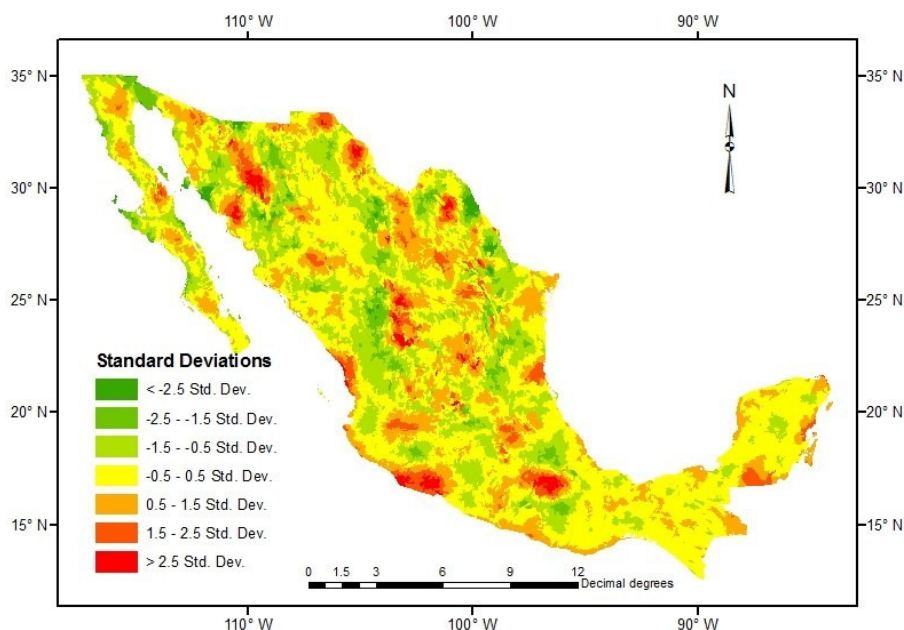 110° W 100° W 90° W
35° N 35° N
N
30° N 30° N
25° N 25° N
Standard Deviations
< -2.5 Std. Dev.
-2.5 - -1.5 Std. Dev.
20° N 20° N
-1.5 - -0.5 Std. Dev.
-0.5 - 0.5 Std. Dev.
0.5 - 1.5 Std. Dev.
15° N 15° N
1.5 - 2.5 Std. Dev.
> 2.5 Std. Dev.
0 1.5 3 6 9 12
Decimal degrees
110° W 100° W 90° W